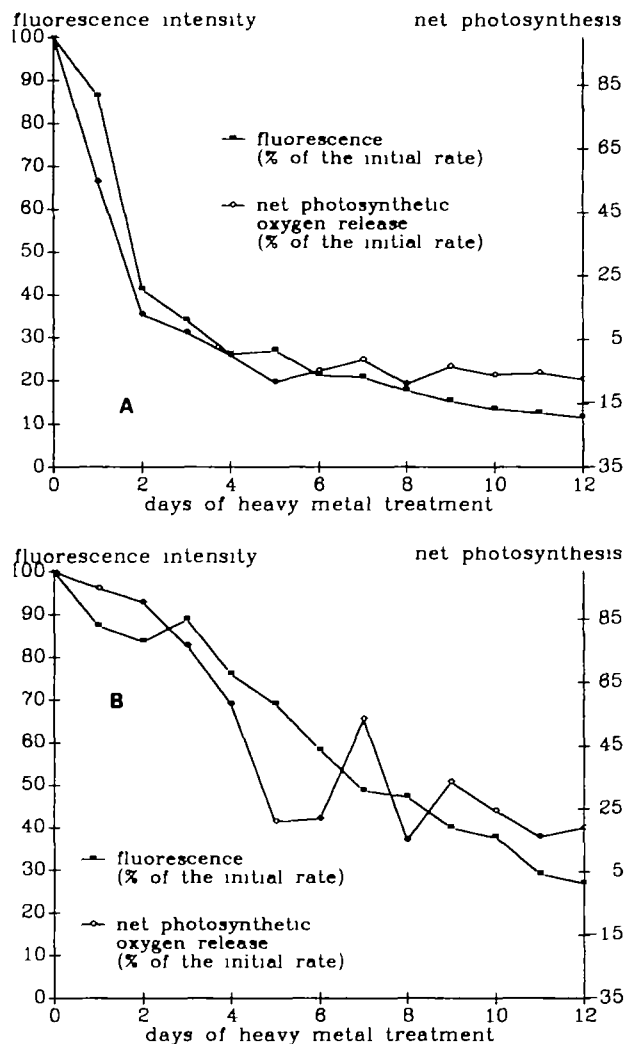 fluorescence intensity net photosynthesis
100
90
80
70
60
50
40
30
20
10
0
85
65
45
25
5
-15
35
fluorescence
(% of the initial rate)
net photosynthetic
oxygen release
(% of the initial rate)
A
0 2 4 6 8 10 12
days of heavy metal treatment
fluorescence intensity net photosynthesis
100
90
80
70
60
50
40
30
20
10
0
85
65
45
25
5
-15
35
B
fluorescence
(% of the initial rate)
net photosynthetic
oxygen release
(% of the initial rate)
0 2 4 6 8 10 12
days of heavy metal treatment